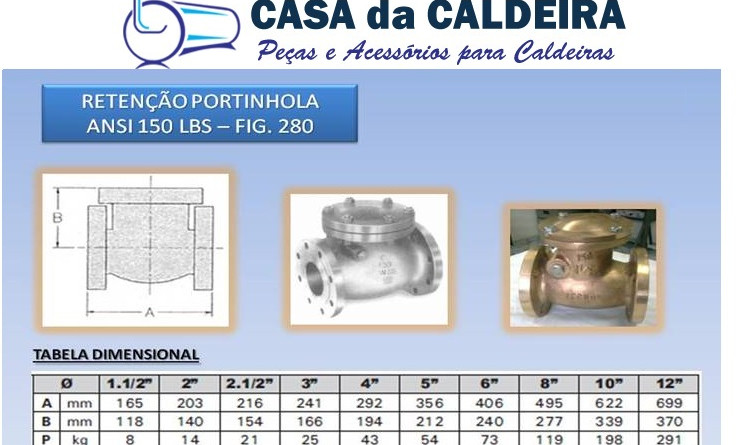 CASA da CALDEIRA
Peças e Acessórios para Caldeiras
RETENÇÃO PORTINHOLA
ANSI 150 LBS – FIG. 280
B
A
TABELA DIMENSIONAL
Ø 1.1/2” 2” 2.1/2” 3” 4” 5” 6” 8” 10” 12”
A mm 165 203 216 241 292 356 406 495 622 699
B mm 118 140 154 166 194 212 240 277 339 370
P kg 8 14 21 25 43 54 73 119 198 291